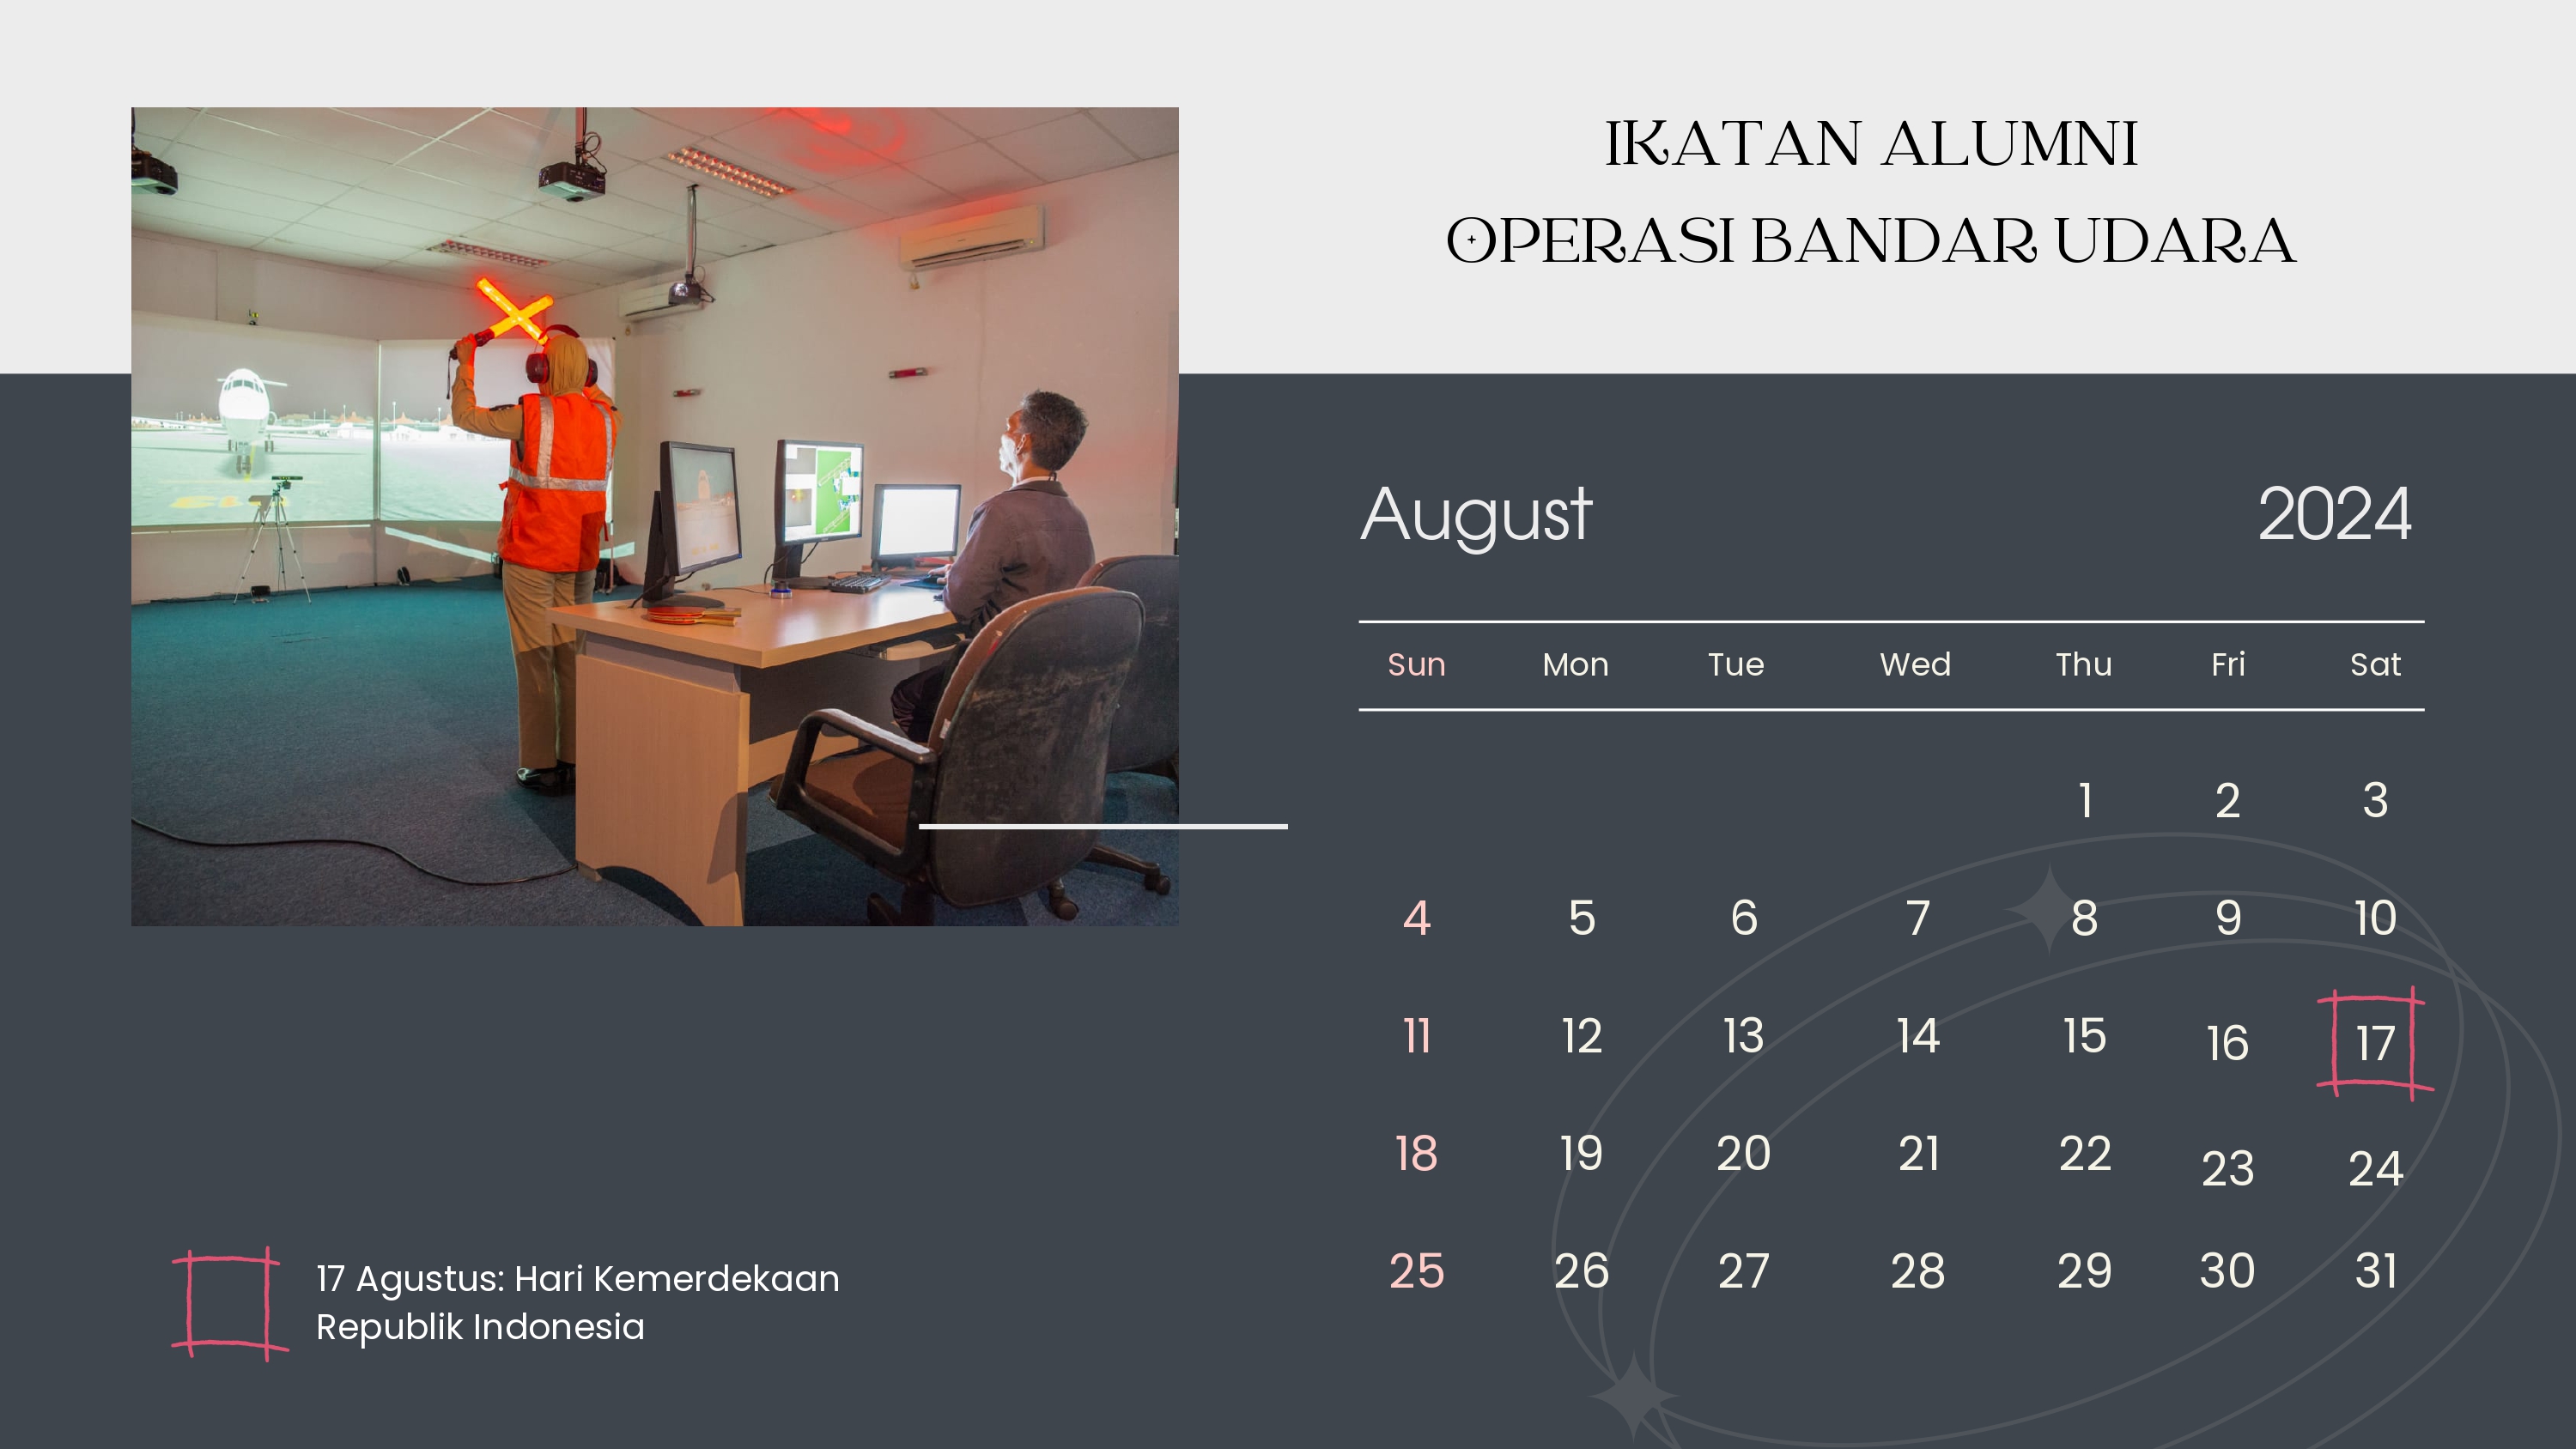 IKATAN ALUMNI
OPERASI BANDAR UDARA
August 2024
Sun Mon Tue Wed Thu Fri Sat
1 2 3
4 5 6 7 8 9 10
11 12 13 14 15 16 17
18 19 20 21 22 23 24
25 26 27 28 29 30 31
17 Agustus: Hari Kemerdekaan
Republik Indonesia